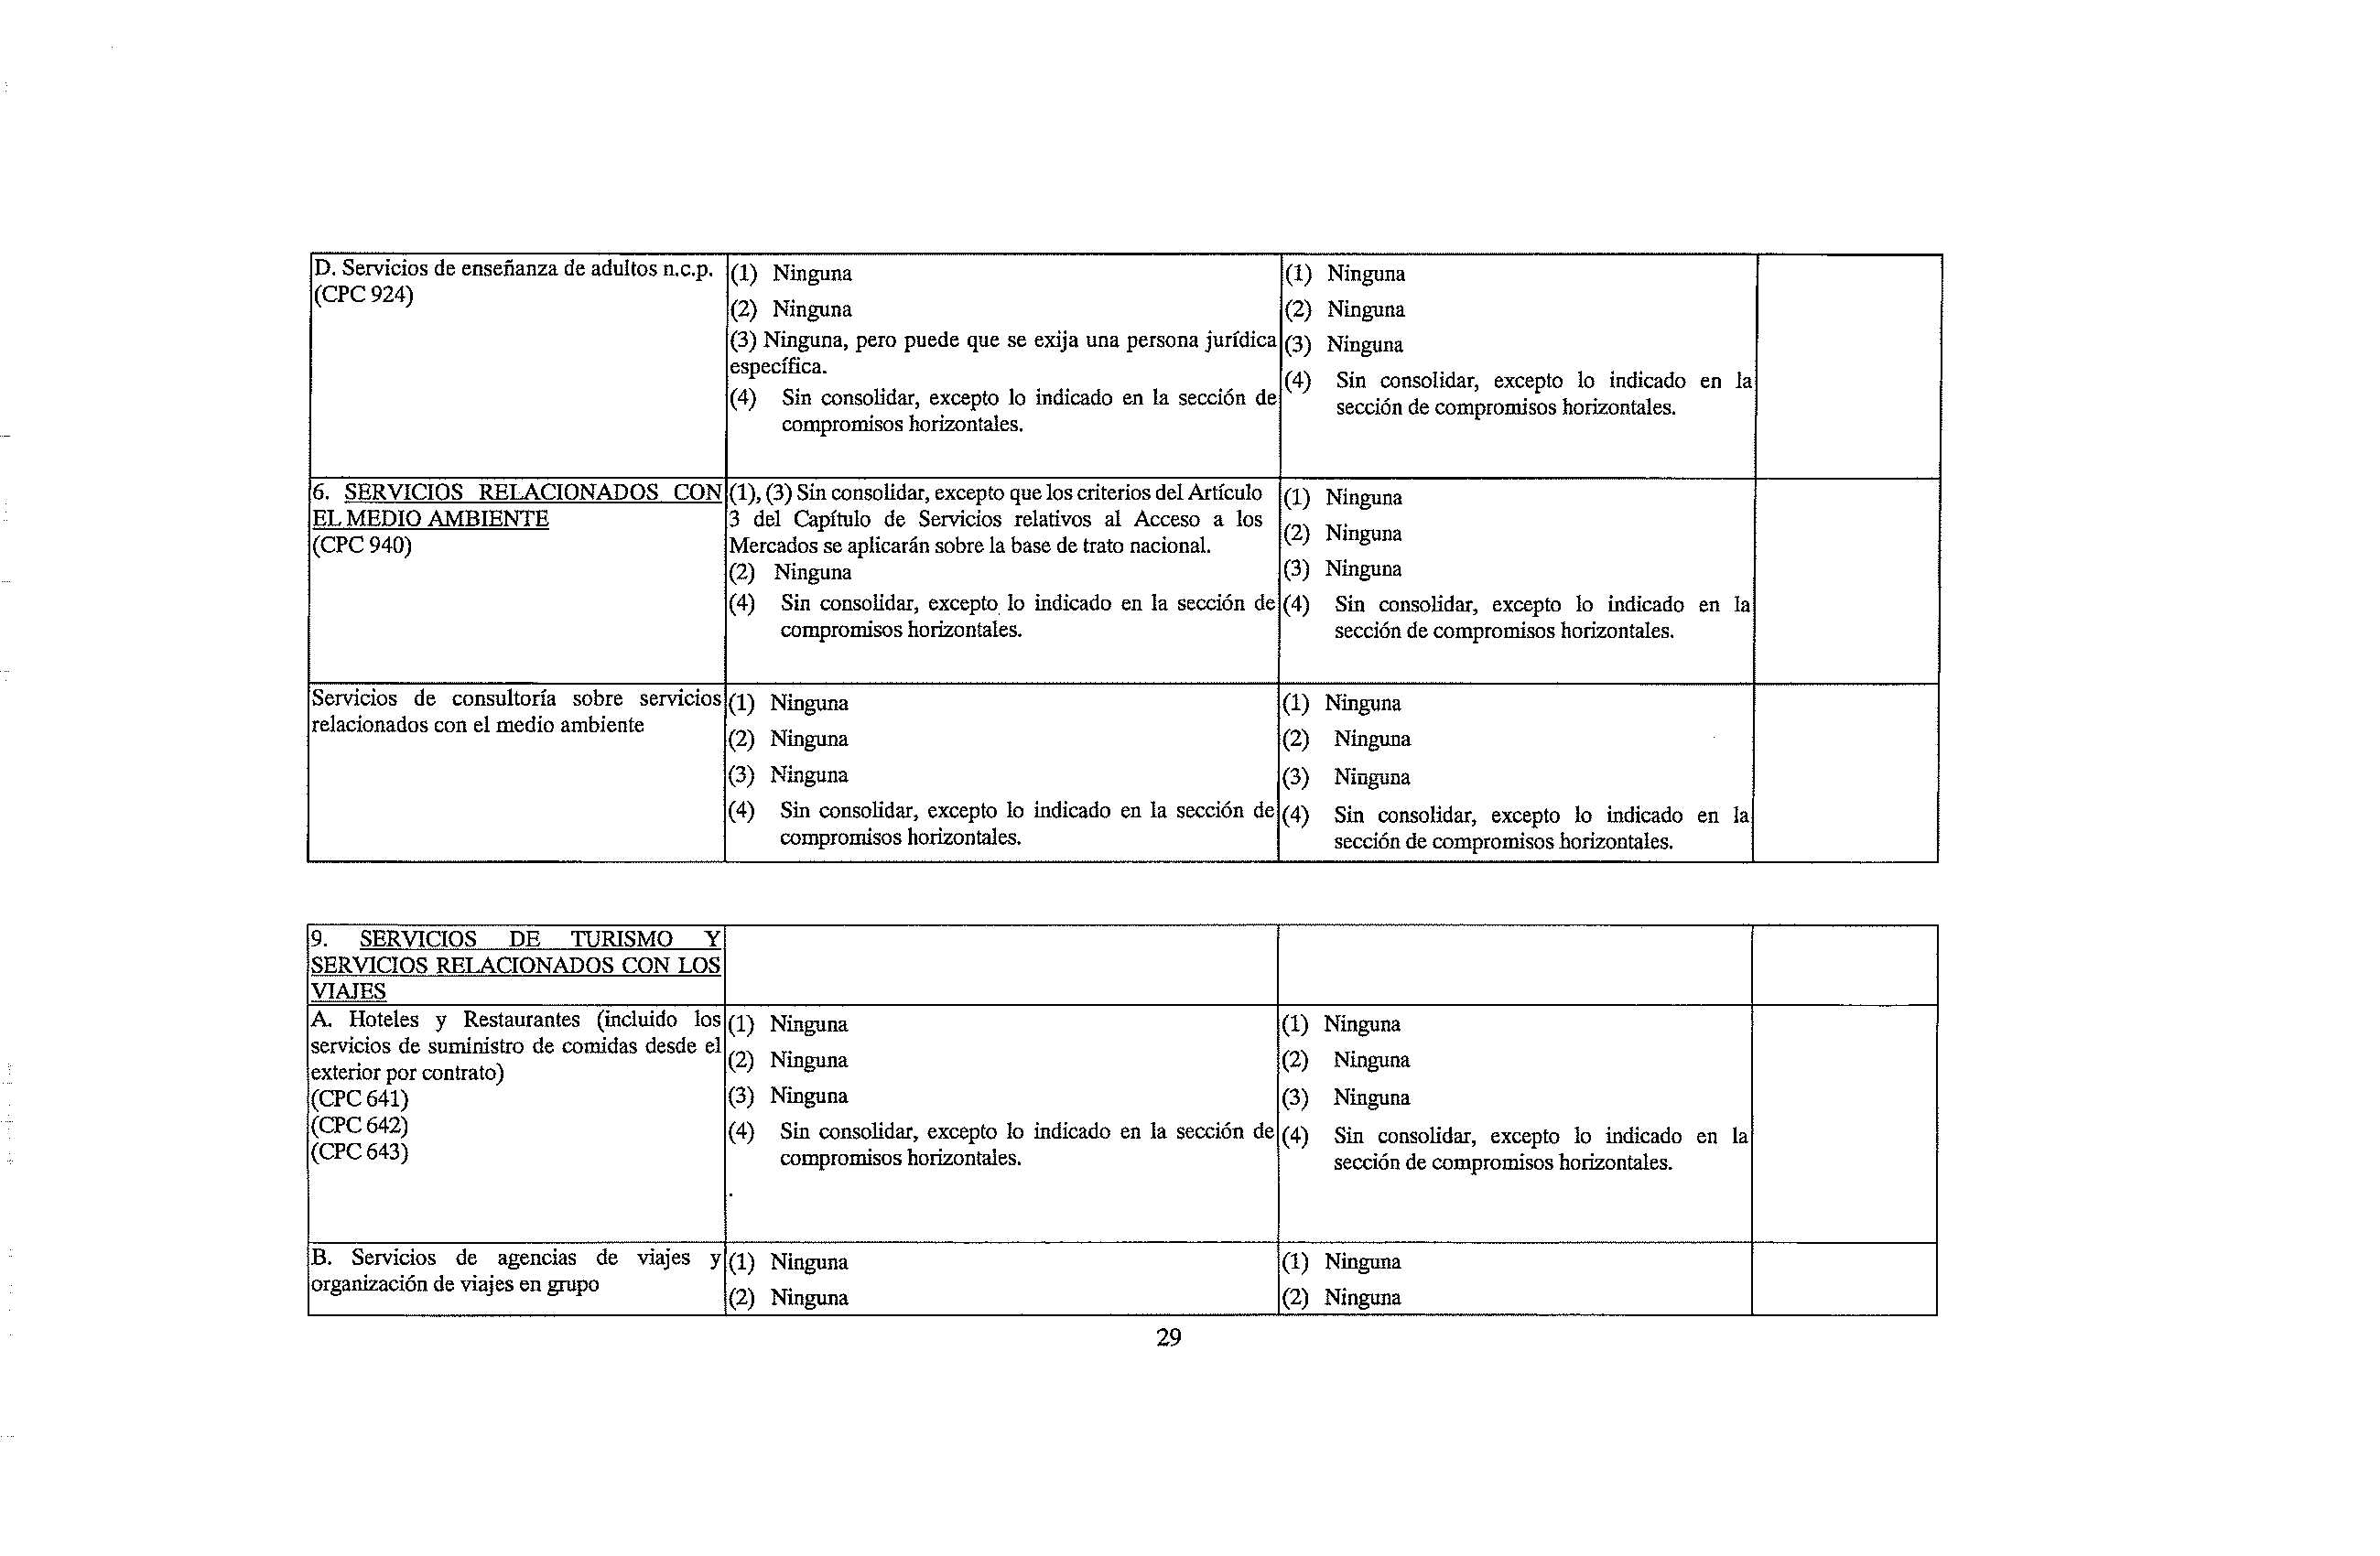 D. Servicios de enseñanza de adultos n.c.p.
(CPC 924)
(1) Ninguna
(2) Ninguna
(3) Ninguna, pero puede que se exija una persona jurídica
específica.
(4) Sin consolidar, excepto lo indicado en la sección de
compromisos horizontales.
(1) Ninguna
(2) Ninguna
(3) Ninguna
(4) Sin consolidar, excepto lo indicado en la
sección de compromisos horizontales.
6. SERVICIOS RELACIONADOS CON
EL MEDIO AMBIENTE
(CPC 940)
(1), (3) Sin consolidar, excepto que los criterios del Artículo
3 del Capítulo de Servicios relativos al Acceso a los
Mercados se aplicarán sobre la base de trato nacional.
(2) Ninguna
(4) Sin consolidar, excepto lo indicado en la sección de
compromisos horizontales.
(1) Ninguna
(2) Ninguna
(3) Ninguna
(4) Sin consolidar, excepto lo indicado en la
sección de compromisos horizontales.
Servicios de consultoría sobre servicios
relacionados con el medio ambiente
(1) Ninguna
(2) Ninguna
(3) Ninguna
(4) Sin consolidar, excepto lo indicado en la sección de
compromisos horizontales.
(1) Ninguna
(2) Ninguna
(3) Ninguna
(4) Sin consolidar, excepto lo indicado en la
sección de compromisos horizontales.
9. SERVICIOS DE TURISMO Y
SERVICIOS RELACIONADOS CON LOS
VIAJES
A. Hoteles y Restaurantes (incluido los
servicios de suministro de comidas desde el
exterior por contrato)
(CPC 641)
(CPC 642)
(CPC 643)
(1) Ninguna
(2) Ninguna
(3) Ninguna
(4) Sin consolidar, excepto lo indicado en la sección de
compromisos horizontales.
(1) Ninguna
(2) Ninguna
(3) Ninguna
(4) Sin consolidar, excepto lo indicado en la
sección de compromisos horizontales.
B. Servicios de agencias de viajes y
organización de viajes en grupo
(1) Ninguna
(2) Ninguna
(1) Ninguna
(2) Ninguna
29